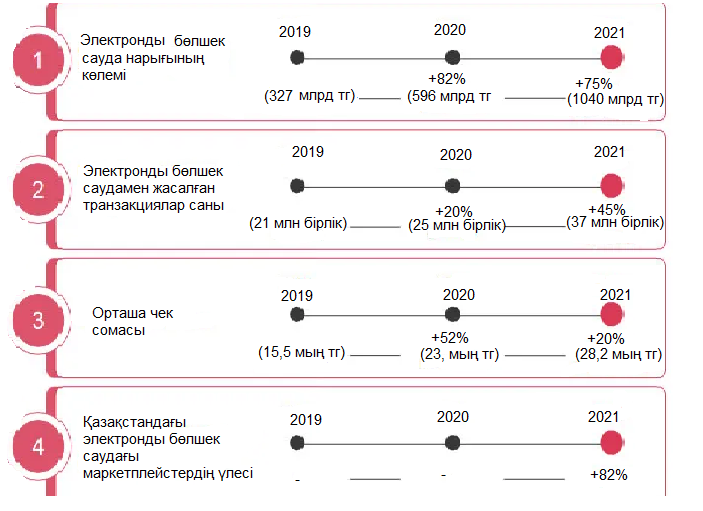 1
Электронды бөлшек
сауда нарығының
көлемі
2019
2020
2021
+82%
+75%
(327 млрд тг)
(596 млрд тг
(1040 млрд тг)
2
Электронды бөлшек
саудамен жасалған
транзакциялар саны
2019
2020
2021
+20%
+45%
(21 млн бірлік)
(25 млн бірлік)
(37 млн бірлік)
3
Орташа чек
сомасы
2019
2020
2021
+52%
+20%
(15,5 мың тг)
(23, мың тг)
(28,2 мың тг)
4
Қазақстандағы
электронды бөлшек
саудағы
маркетплейстердің үлесі
2019
2020
2021
-
-
+82%